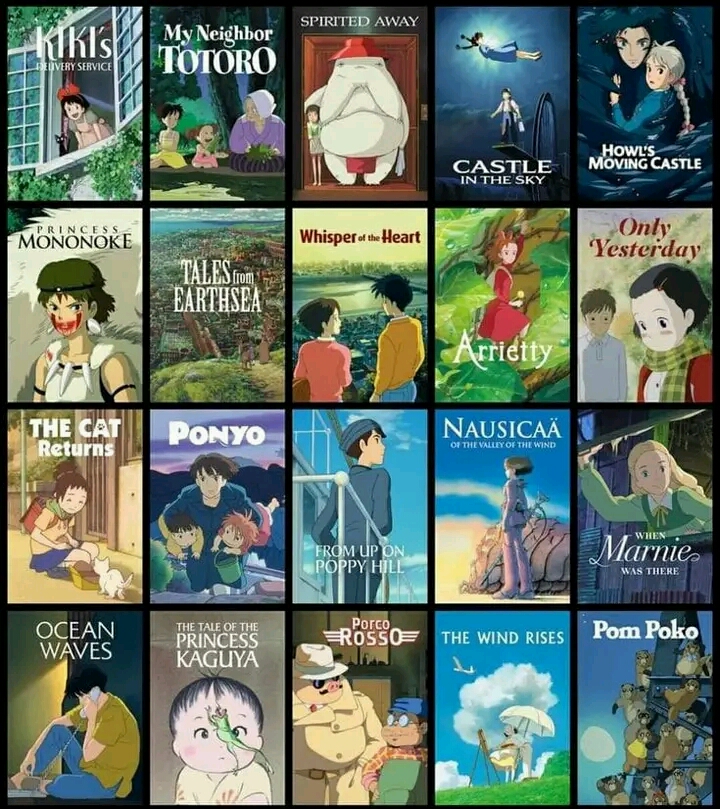 KIKI's
DELIVERY SERVICE
My Neighbor
TOTORO
SPIRITED AWAY
CASTLE
IN THE SKY
HOWL'S
MOVING CASTLE
PRINCESS
MONONOKE
TALES from
EARTHSEA
Whisper of the Heart
Arrietty
Only
Yesterday
THE CAT
Returns
PONYO
FROM UP ON
POPPY HILL
NAUSICAÄ
OF THE VALLEY OF THE WIND
WHEN
Marnie
WAS THERE
OCEAN
WAVES
THE TALE OF THE
PRINCESS
KAGUYA
Porco
ROSSO
THE WIND RISES
Pom Poko